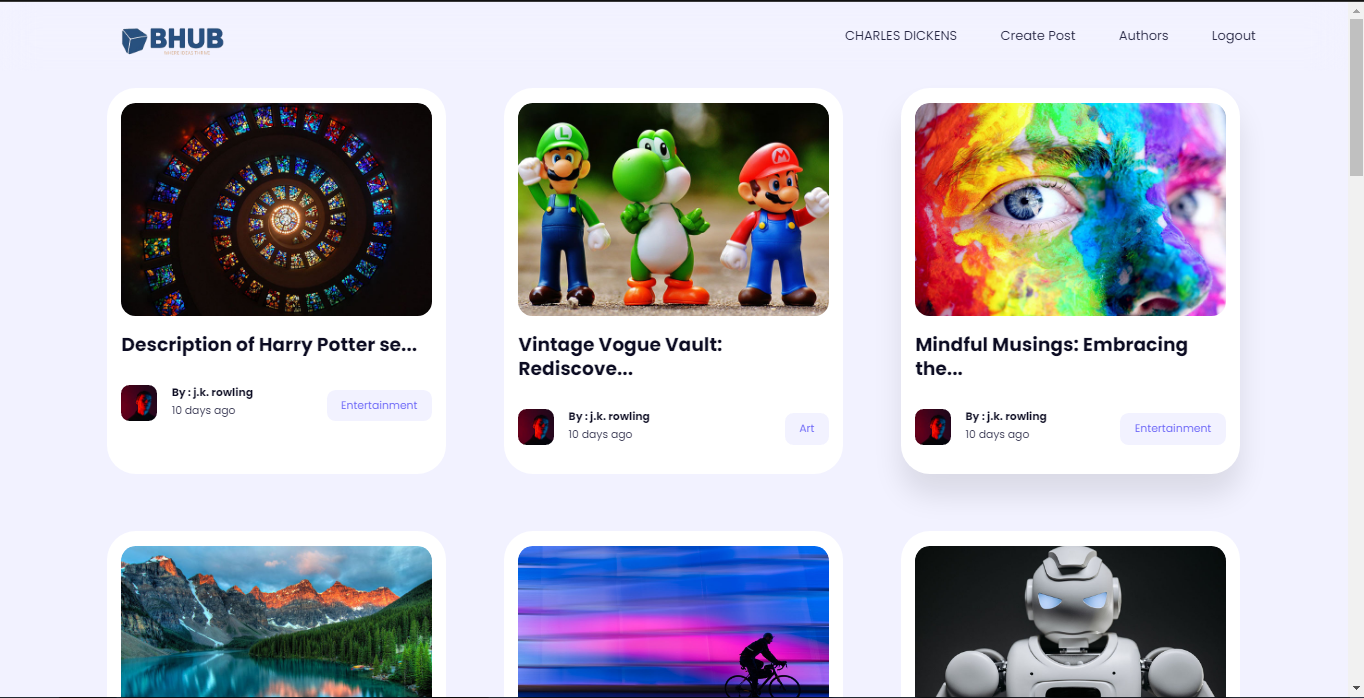 BHUB
CHARLES DICKENS
Create Post
Authors
Logout
L
M
Description of Harry Potter se...
By : j.k. rowling
10 days ago
Entertainment
Vintage Vogue Vault:
Rediscove...
By : j.k. rowling
10 days ago
Art
Mindful Musings: Embracing
the...
By : j.k. rowling
10 days ago
Entertainment